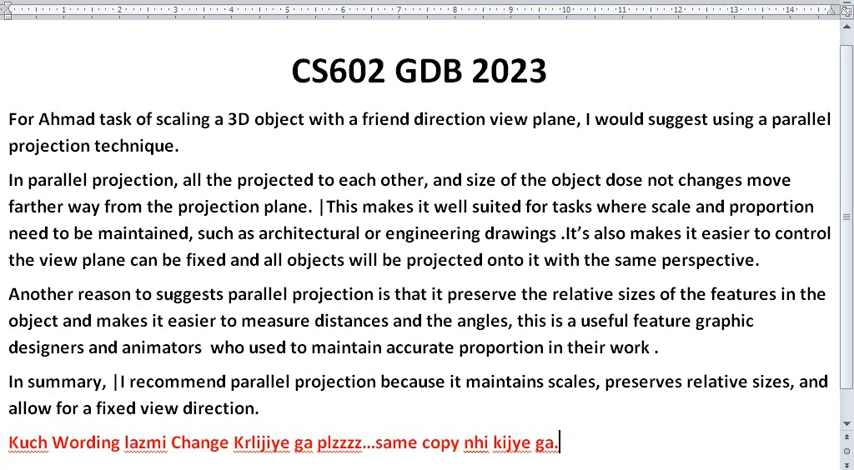 CS602 GDB 2023
For Ahmad task of scaling a 3D object with a friend direction view plane, I would suggest using a parallel
projection technique.
In parallel projection, all the projected to each other, and size of the object dose not changes move
farther way from the projection plane. |This makes it well suited for tasks where scale and proportion
need to be maintained, such as architectural or engineering drawings .It's also makes it easier to control
the view plane can be fixed and all objects will be projected onto it with the same perspective.
Another reason to suggests parallel projection is that it preserve the relative sizes of the features in the
object and makes it easier to measure distances and the angles, this is a useful feature graphic
designers and animators  who used to maintain accurate proportion in their work .
In summary, |I recommend parallel projection because it maintains scales, preserves relative sizes, and
allow for a fixed view direction.
Kuch Wording lazmi Change Krlijiye ga plzzzz...same copy nhi kijye ga.